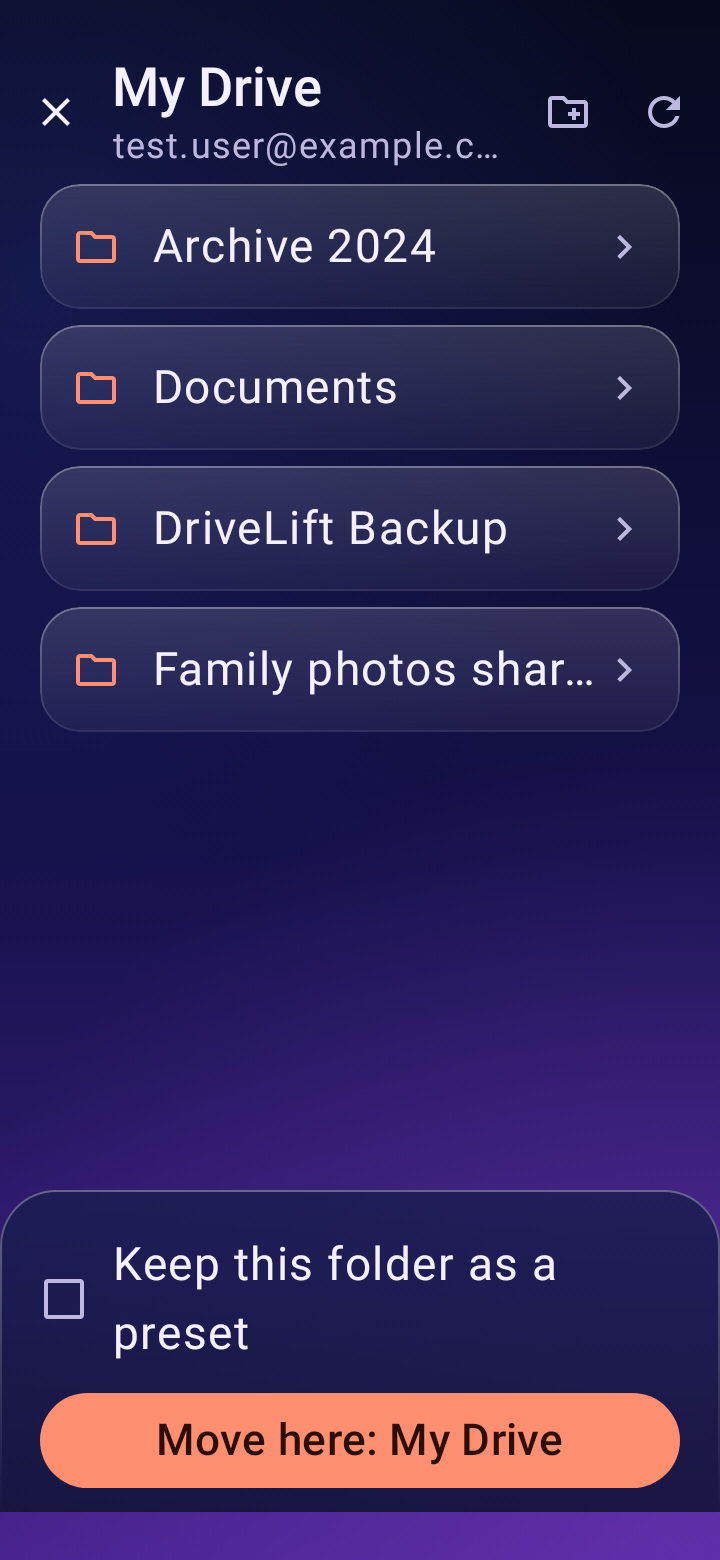 My Drive
test.user@example.c…
Archive 2024
Documents
DriveLift Backup
Family photos shar…
Keep this folder as a
preset
Move here: My Drive